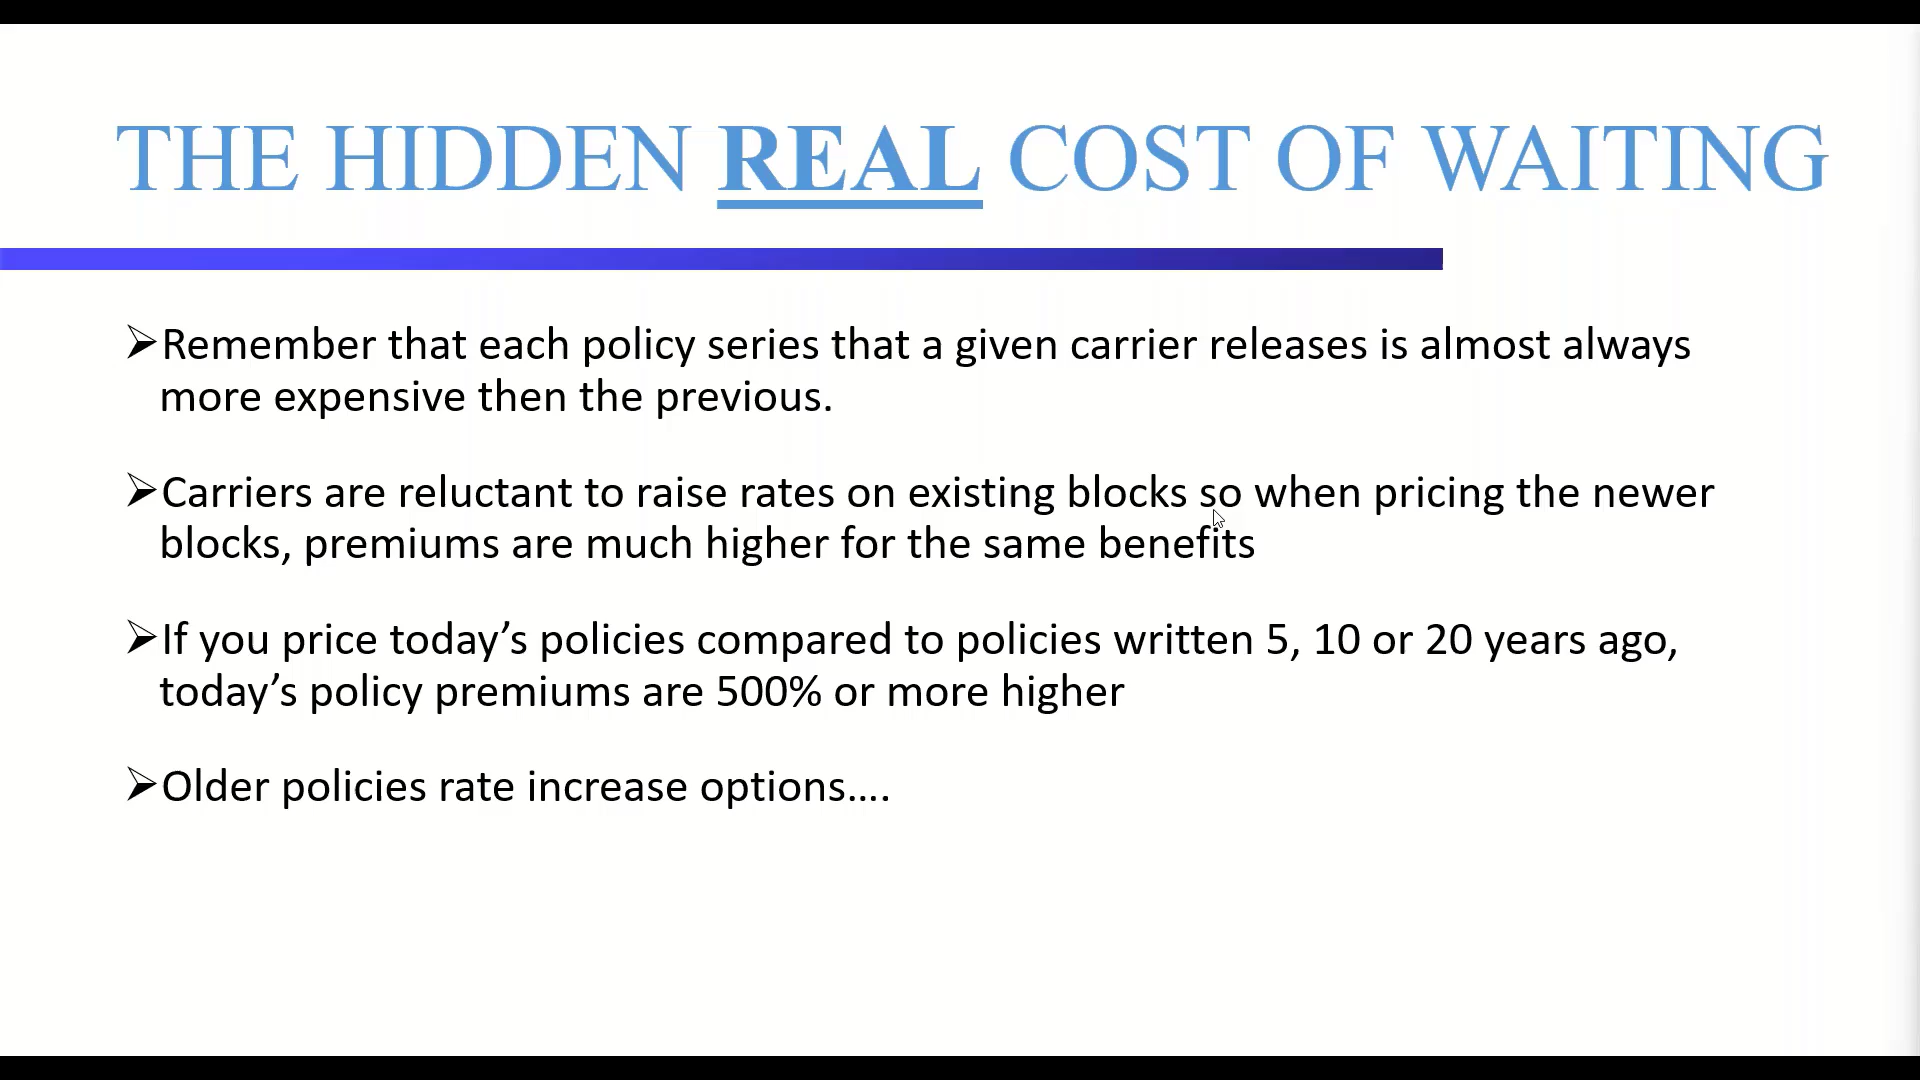 THE HIDDEN REAL COST OF WAITING
➢Remember that each policy series that a given carrier releases is almost always
more expensive then the previous.
➢Carriers are reluctant to raise rates on existing blocks so when pricing the newer
blocks, premiums are much higher for the same benefits
➢If you price today’s policies compared to policies written 5, 10 or 20 years ago,
today’s policy premiums are 500% or more higher
➢Older policies rate increase options….